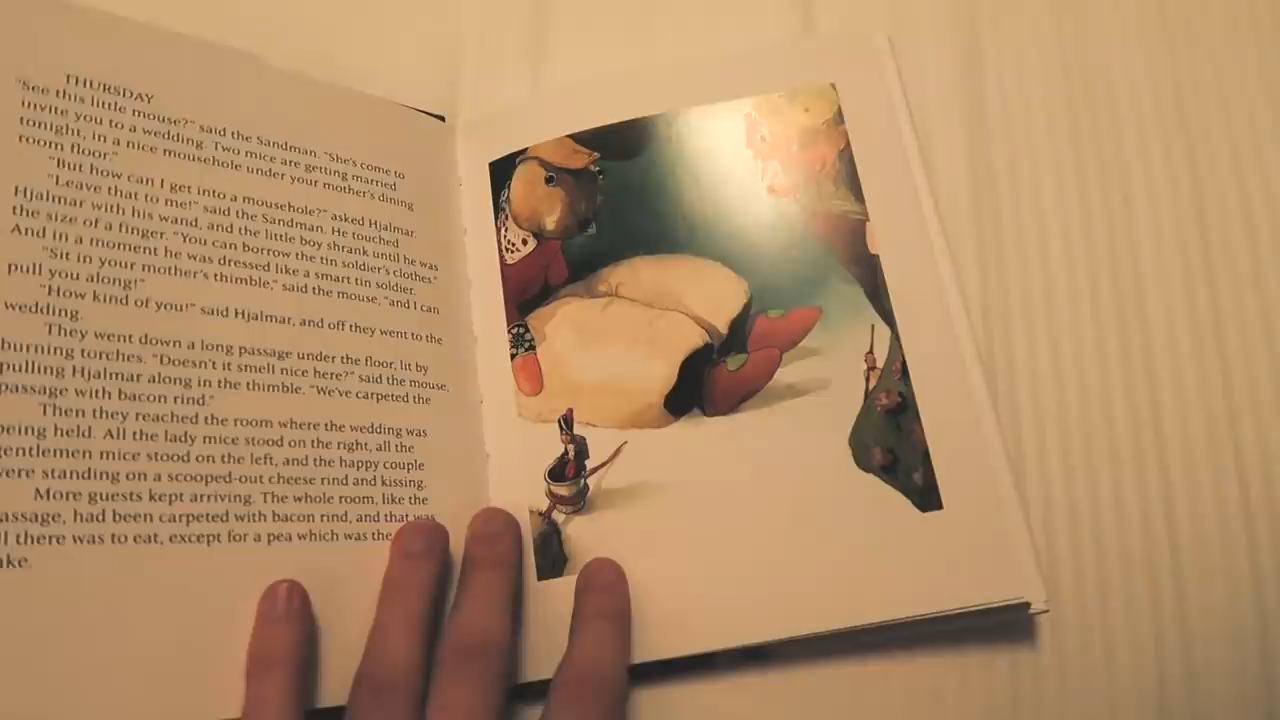 THURSDAY
"See this little mouse?" said the Sandman. "She's come to
invite you to a wedding. Two mice are getting married
tonight, in a nice mousehole under your mother's dining
room floor."
"But how can I get into a mousehole?" asked Hjalmar.
"Leave that to me!" said the Sandman. He touched
Hjalmar with his wand, and the little boy shrank until he was
the size of a finger. "You can borrow the tin soldier's clothes."
And in a moment he was dressed like a smart tin soldier.
"Sit in your mother's thimble," said the mouse, "and I can
pull you along!"
"How kind of you!" said Hjalmar, and off they went to the
wedding.
They went down a long passage under the floor, lit by
burning torches. "Doesn't it smell nice here?" said the mouse,
pulling Hjalmar along in the thimble. "We've carpeted the
passage with bacon rind."
Then they reached the room where the wedding was
being held. All the lady mice stood on the right, all the
gentlemen mice stood on the left, and the happy couple
were standing on a scooped-out cheese rind and kissing.
More guests kept arriving. The whole room, like the
assage, had been carpeted with bacon rind, and that was
ll there was to eat, except for a pea which was the
ake.